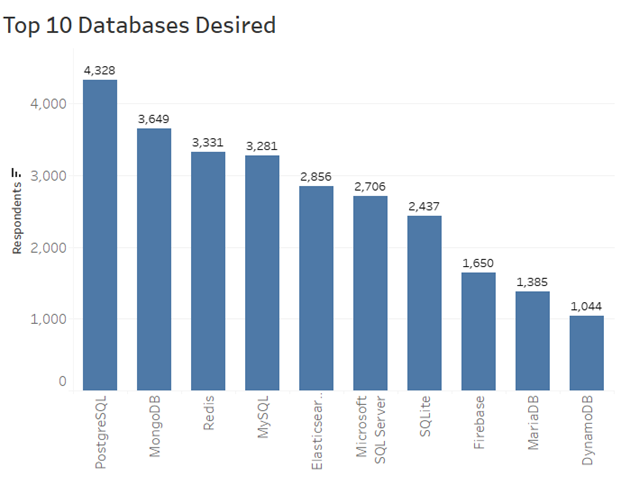 Top 10 Databases Desired
Respondents
4,000
3,000
2,000
1,000
0
4,328
3,649
3,331
3,281
2,856
2,706
2,437
1,650
1,385
1,044
PostgreSQL
MongoDB
Redis
MySQL
Elasticsear..
Microsoft
SQL Server
SQLite
Firebase
MariaDB
DynamoDB